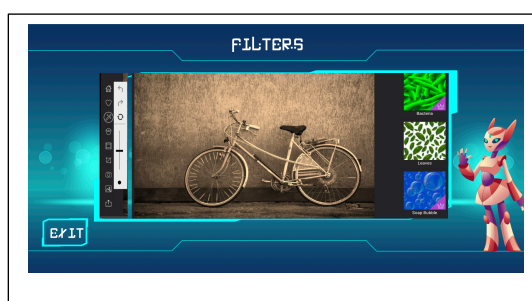 FILTERS
Bacteria
Leaves
Soap Bubble
EXIT